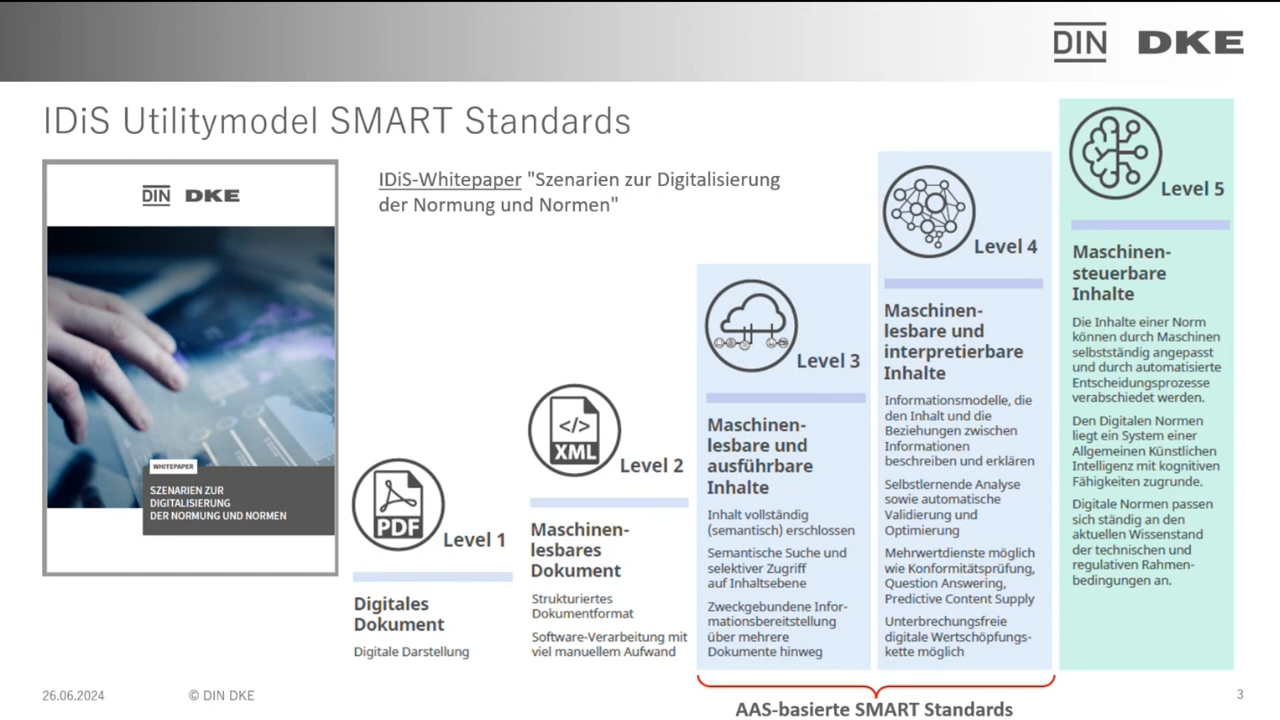 DIN DKE
IDiS Utilitymodel SMART Standards
DIN DKE
WHITEPAPER
SZENARIEN ZUR
DIGITALISIERUNG
DER NORMUNG UND NORMEN
IDiS-Whitepaper "Szenarien zur Digitalisierung
der Normung und Normen"
PDF
Level 1
Digitales
Dokument
Digitale Darstellung
</>
XML
Level 2
Maschinen-
lesbares
Dokument
Strukturiertes
Dokumentformat
Software-Verarbeitung mit
viel manuellem Aufwand
Level 3
Maschinen-
lesbare und
ausführbare
Inhalte
Inhalt vollständig
(semantisch) erschlossen
Semantische Suche und
selektiver Zugriff
auf Inhaltsebene
Zweckgebundene Infor-
mationsbereitstellung
über mehrere
Dokumente hinweg
Level 4
Maschinen-
lesbare und
interpretierbare
Inhalte
Informationsmodelle, die
den Inhalt und die
Beziehungen zwischen
Informationen
beschreiben und erklären
Selbstlernende Analyse
sowie automatische
Validierung und
Optimierung
Mehrwertdienste möglich
wie Konformitätsprüfung,
Question Answering,
Predictive Content Supply
Unterbrechungsfreie
digitale Wertschöpfungs-
kette möglich
Level 5
Maschinen-
steuerbare
Inhalte
Die Inhalte einer Norm
können durch Maschinen
selbstständig angepasst
und durch automatisierte
Entscheidungsprozesse
verabschiedet werden.
Den Digitalen Normen
liegt ein System einer
Allgemeinen Künstlichen
Intelligenz mit kognitiven
Fähigkeiten zugrunde.
Digitale Normen passen
sich ständig an den
aktuellen Wissenstand
der technischen und
regulativen Rahmen-
bedingungen an.
AAS-basierte SMART Standards
26.06.2024
© DIN DKE
3